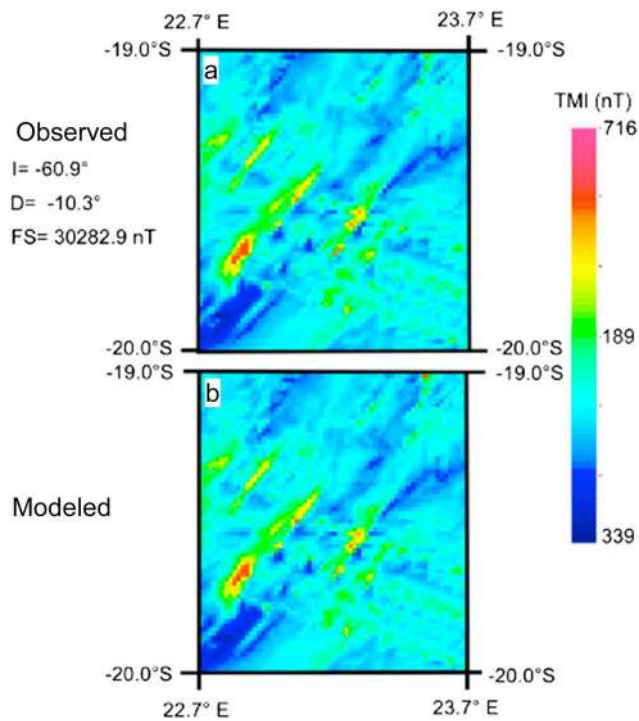 22.7° E
23.7° E
-19.0°S
-19.0°S
a
TMI (nT)
716
Observed
I= -60.9°
D= -10.3°
FS= 30282.9 nT
189
-20.0°S
-20.0°S
-19.0°S
-19.0°S
b
Modeled
339
-20.0°S
-20.0°S
22.7° E
23.7° E